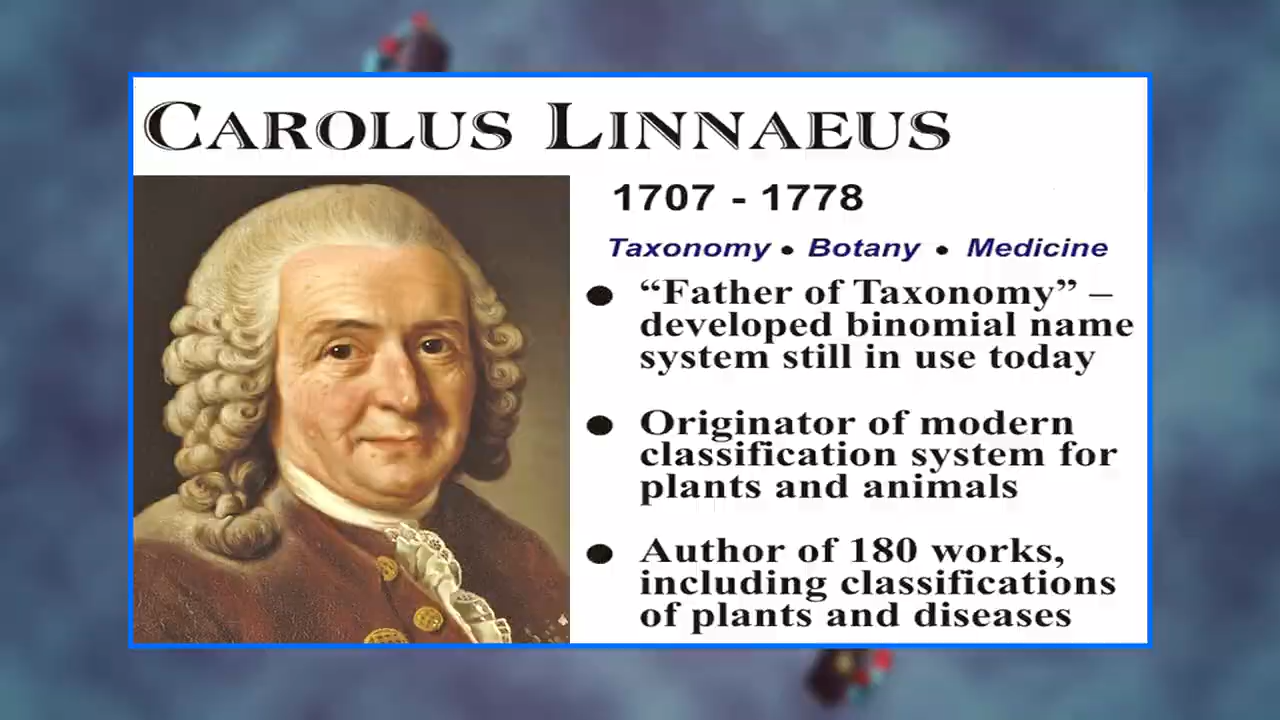 CAROLUS LINNAEUS
1707 - 1778
Taxonomy • Botany • Medicine
• “Father of Taxonomy” –
developed binomial name
system still in use today
• Originator of modern
classification system for
plants and animals
• Author of 180 works,
including classifications
of plants and diseases